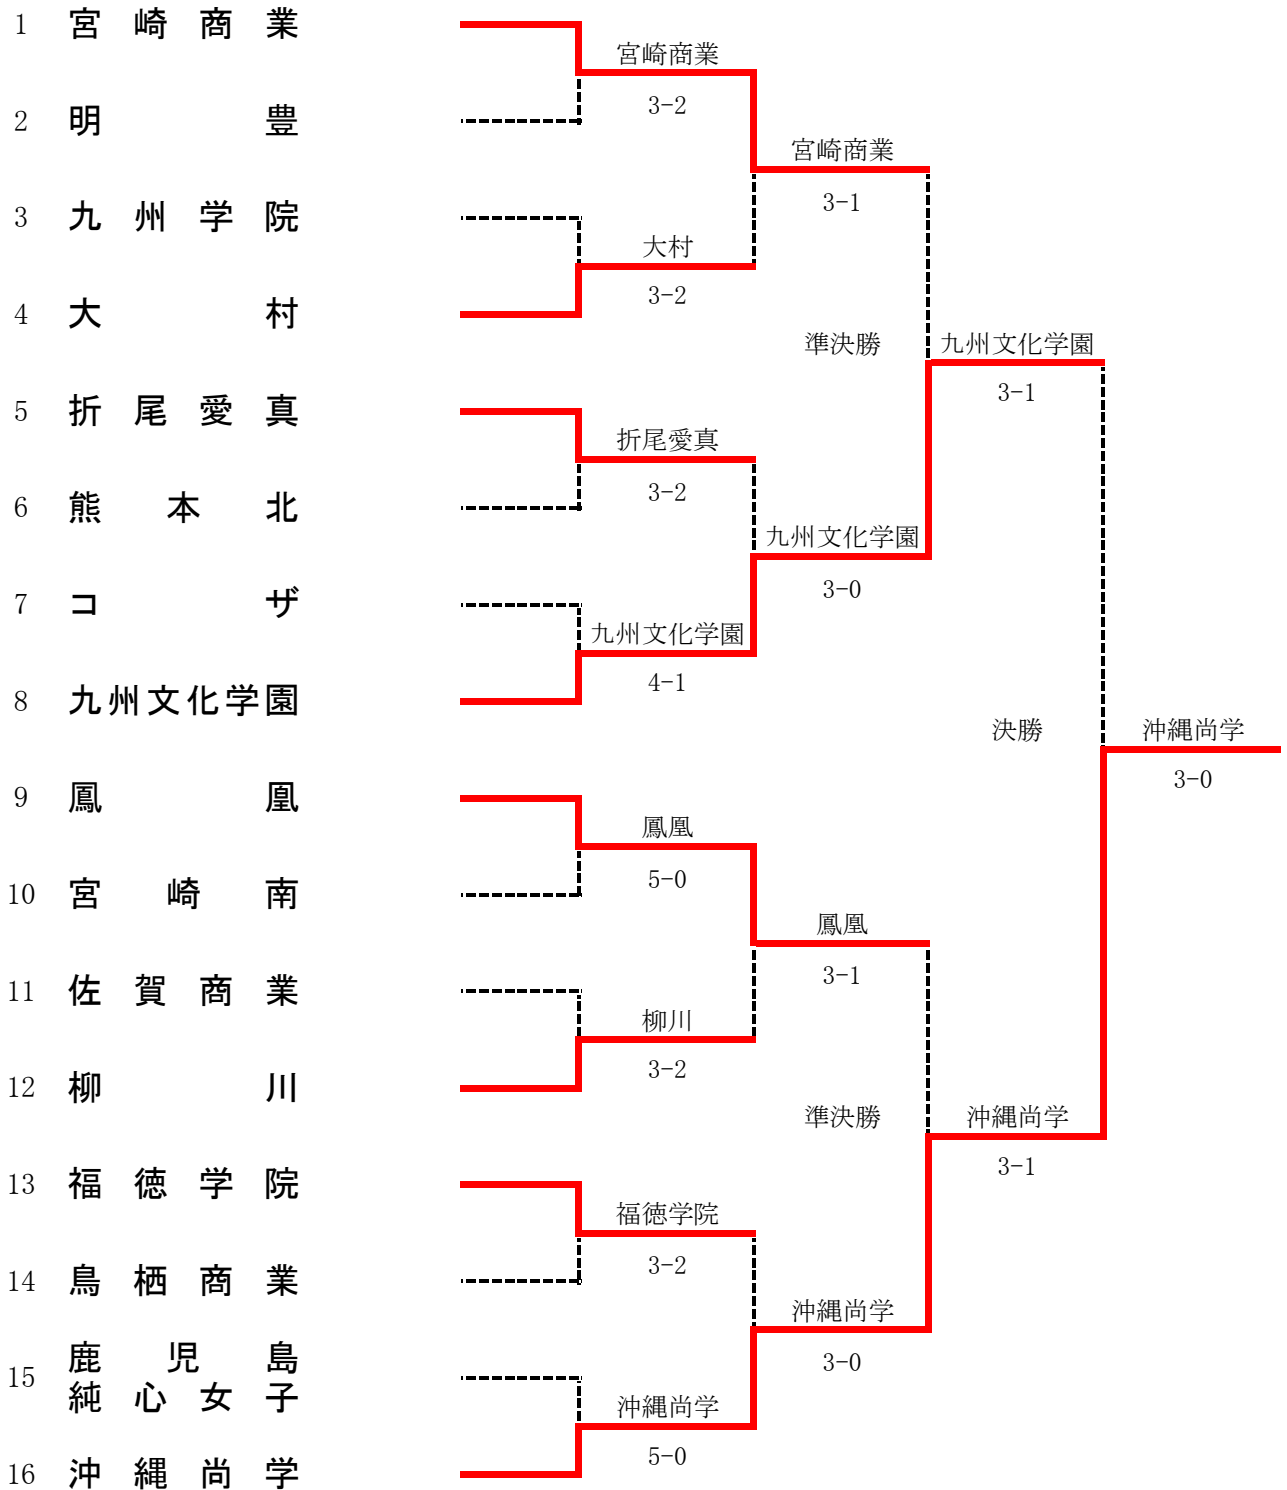 1 宮崎商業
宮崎商業
3-2
2 明豊
宮崎商業
3-1
3 九州学院
大村
3-2
4 大村
準決勝
九州文化学園
3-1
5 折尾愛真
折尾愛真
3-2
6 熊本北
九州文化学園
3-0
7 コザ
九州文化学園
4-1
8 九州文化学園
決勝
沖縄尚学
3-0
9 鳳凰
鳳凰
5-0
10 宮崎南
鳳凰
3-1
11 佐賀商業
柳川
3-2
12 柳川
準決勝
沖縄尚学
3-1
13 福徳学院
福徳学院
3-2
14 鳥栖商業
沖縄尚学
3-0
15 鹿児島
純心女子
沖縄尚学
5-0
16 沖縄尚学